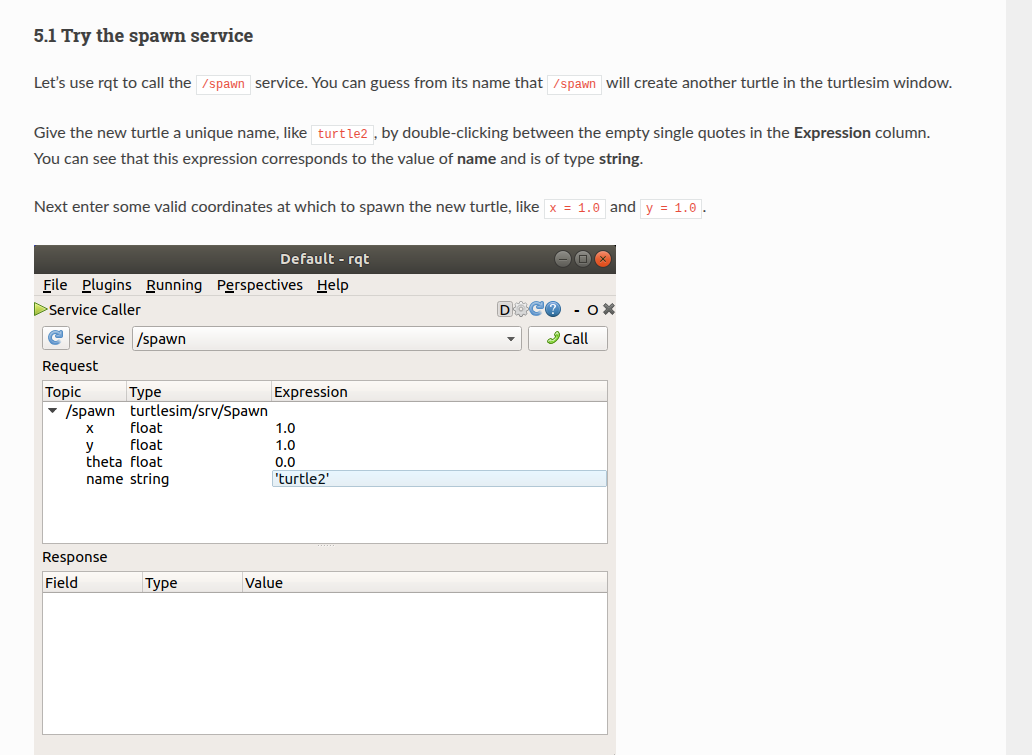 5.1 Try the spawn service
Let’s use rqt to call the /spawn service. You can guess from its name that /spawn will create another turtle in the turtlesim window.
Give the new turtle a unique name, like turtle2, by double-clicking between the empty single quotes in the Expression column.
You can see that this expression corresponds to the value of name and is of type string.
Next enter some valid coordinates at which to spawn the new turtle, like x = 1.0 and y = 1.0.
Default - rqt
File Plugins Running Perspectives Help
Service Caller D ? - O
Service /spawn Call
Request
Topic Type Expression
/spawn turtlesim/srv/Spawn
x float 1.0
y float 1.0
theta float 0.0
name string 'turtle2'
Response
Field Type Value